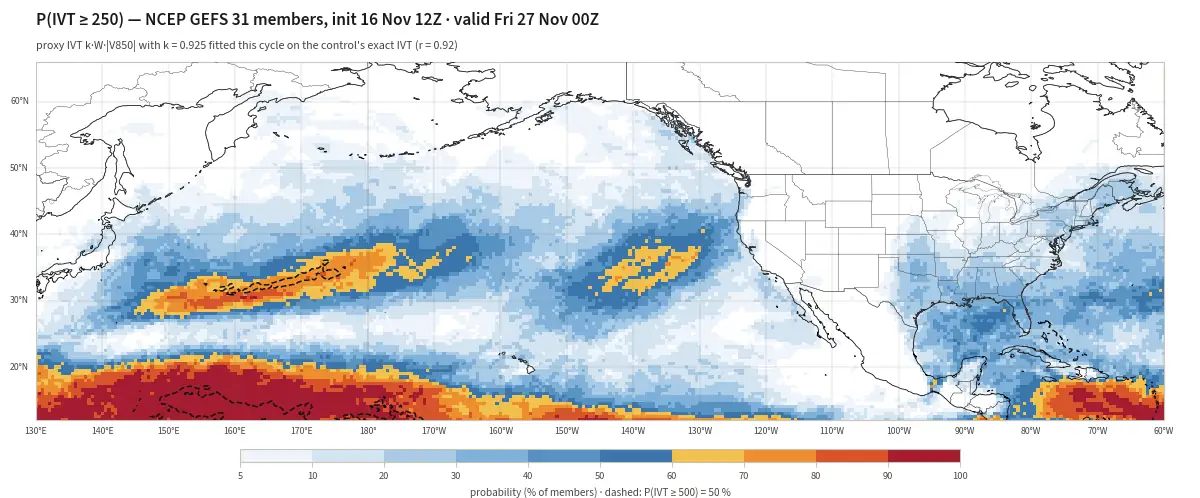 P(IVT ≥ 250) — NCEP GEFS 31 members, init 16 Nov 12Z · valid Fri 27 Nov 00Z
proxy IVT k·W·|V850| with k = 0.925 fitted this cycle on the control's exact IVT (r = 0.92)
60°N
50°N
40°N
30°N
20°N
130°E 140°E 150°E 160°E 170°E 180° 170°W 160°W 150°W 140°W 130°W 120°W 110°W 100°W 90°W 80°W 70°W 60°W
5 10 20 30 40 50 60 70 80 90 100
probability (% of members) · dashed: P(IVT ≥ 500) = 50 %